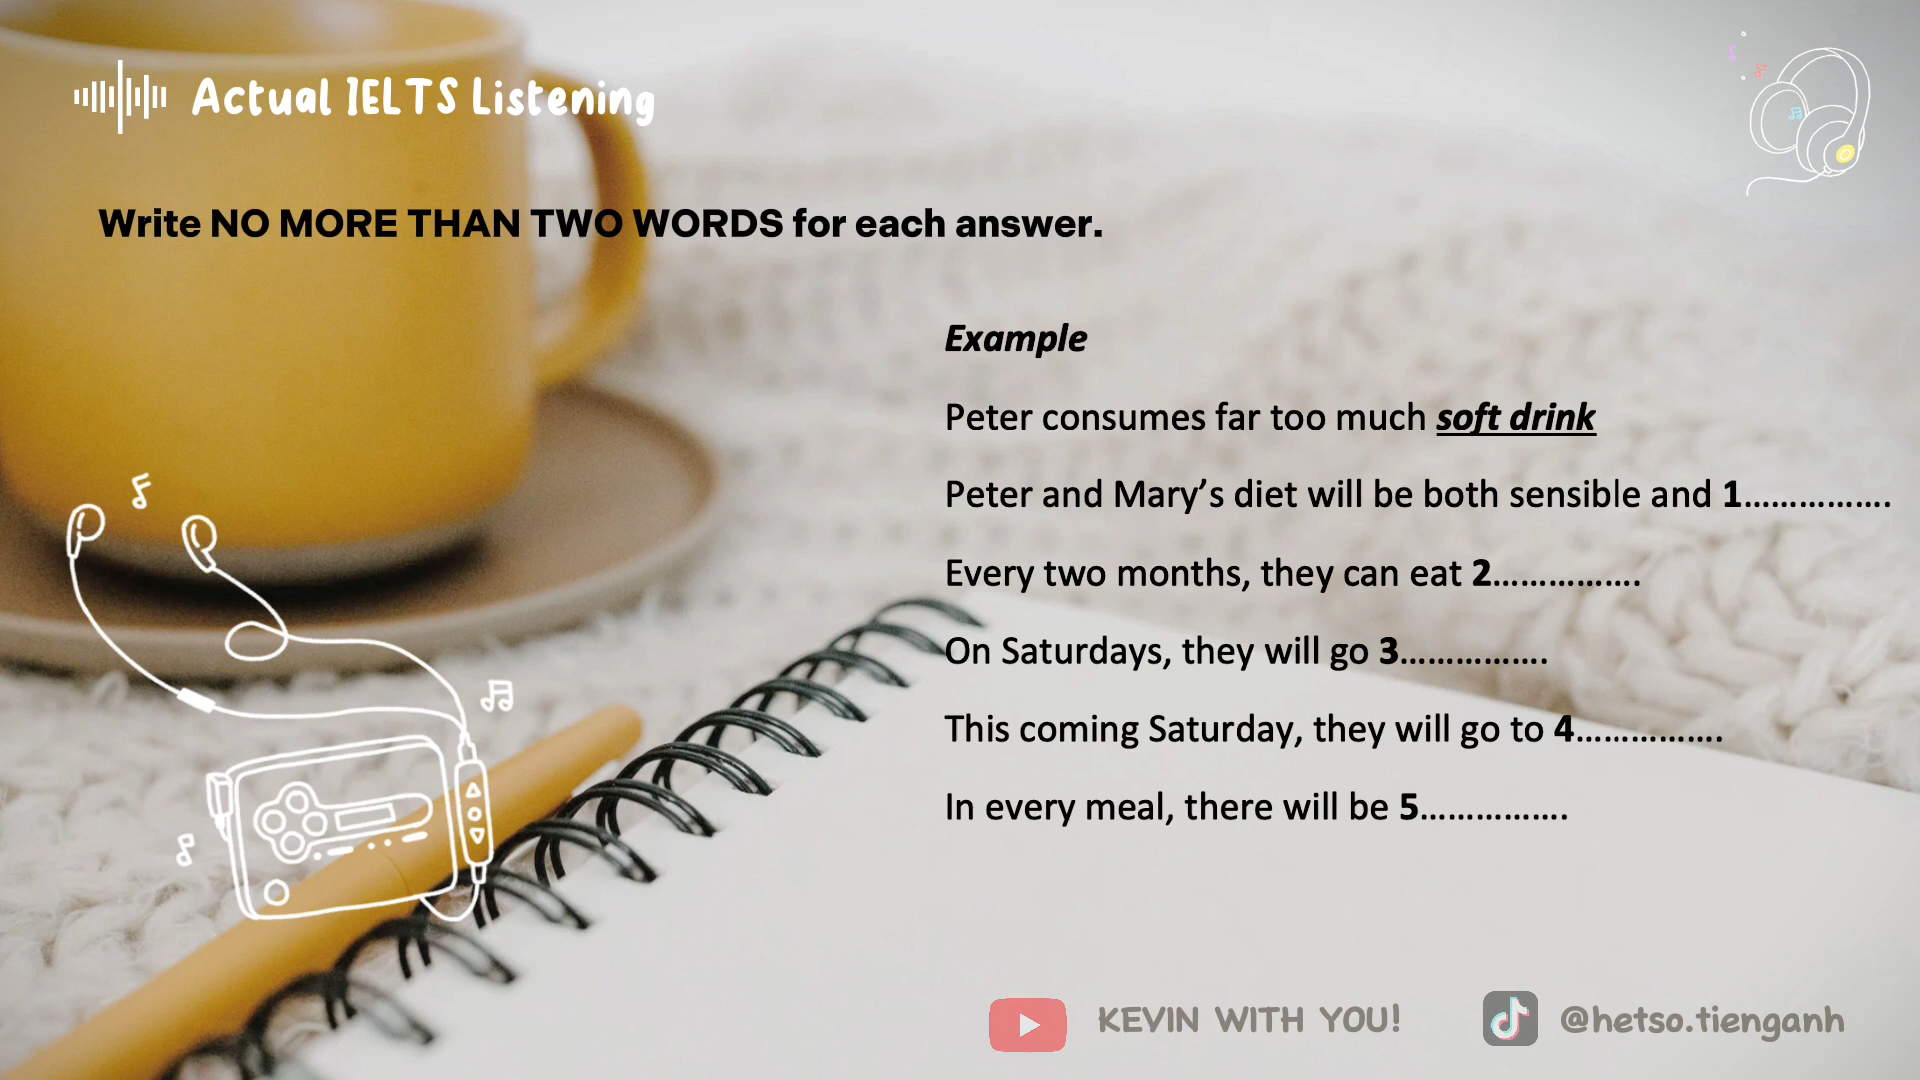 Actual IELTS Listening
Write NO MORE THAN TWO WORDS for each answer.
Example
Peter consumes far too much soft drink
Peter and Mary’s diet will be both sensible and 1…………….
Every two months, they can eat 2…………….
On Saturdays, they will go 3…………….
This coming Saturday, they will go to 4…………….
In every meal, there will be 5…………….
KEVIN WITH YOU!
@hetso.tienganh